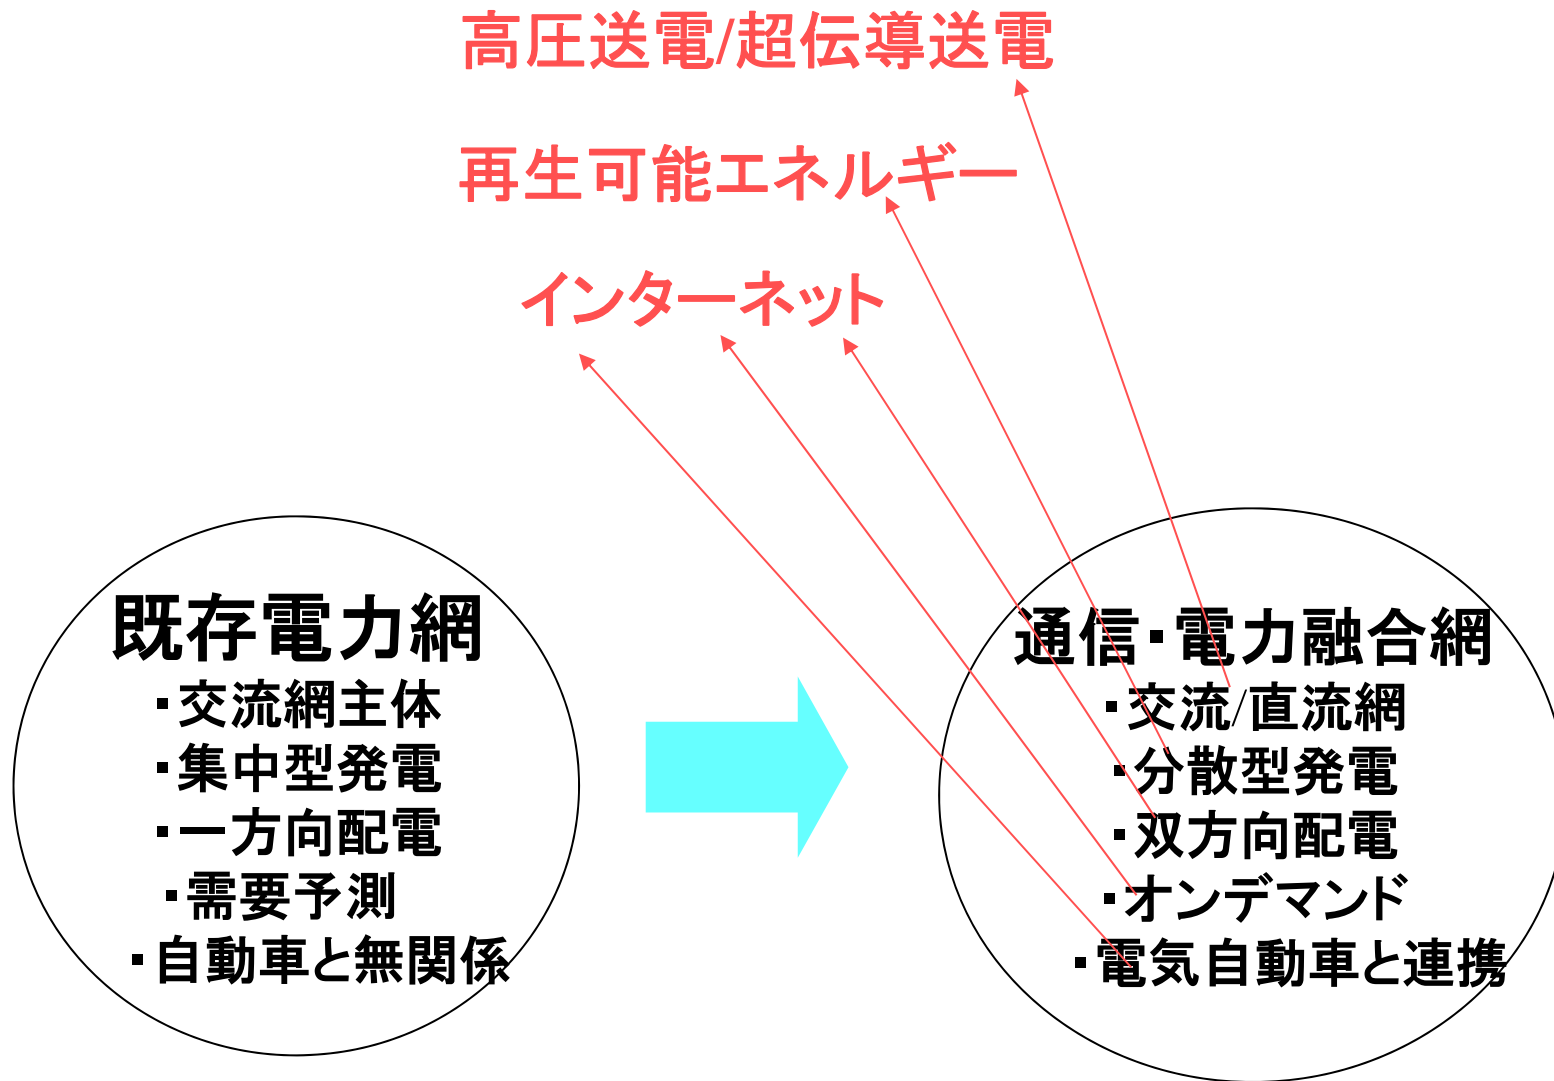 高圧送電/超伝導送電
再生可能エネルギー
インターネット
既存電力網
・交流網主体
・集中型発電
・一方向配電
・需要予測
・自動車と無関係
通信・電力融合網
・交流/直流網
・分散型発電
・双方向配電
・オンデマンド
・電気自動車と連携